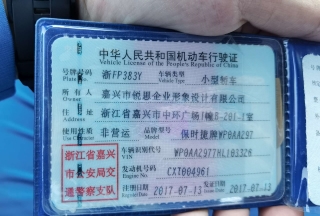 中华人民共和国机动车行驶证
Vehicle License of the People's Republic of China
号牌号码 浙FP383Y 车辆类型 小型轿车
Plate No. Vehicle Type
所有人 嘉兴市锐思企业形象设计有限公司
Owner
住址 嘉兴市中环广场1幢B-201-1室
Address
使用性质 非营运 品牌型号 保时捷牌WP0AA297
Use Character Model
浙江省嘉兴 车辆识别代号
VIN
市公安局交 发动机号码 CXT004961
Engine No.
通警察支队 注册日期 2017-07-13 发证日期 2017-07-13
Register Date Issue Date